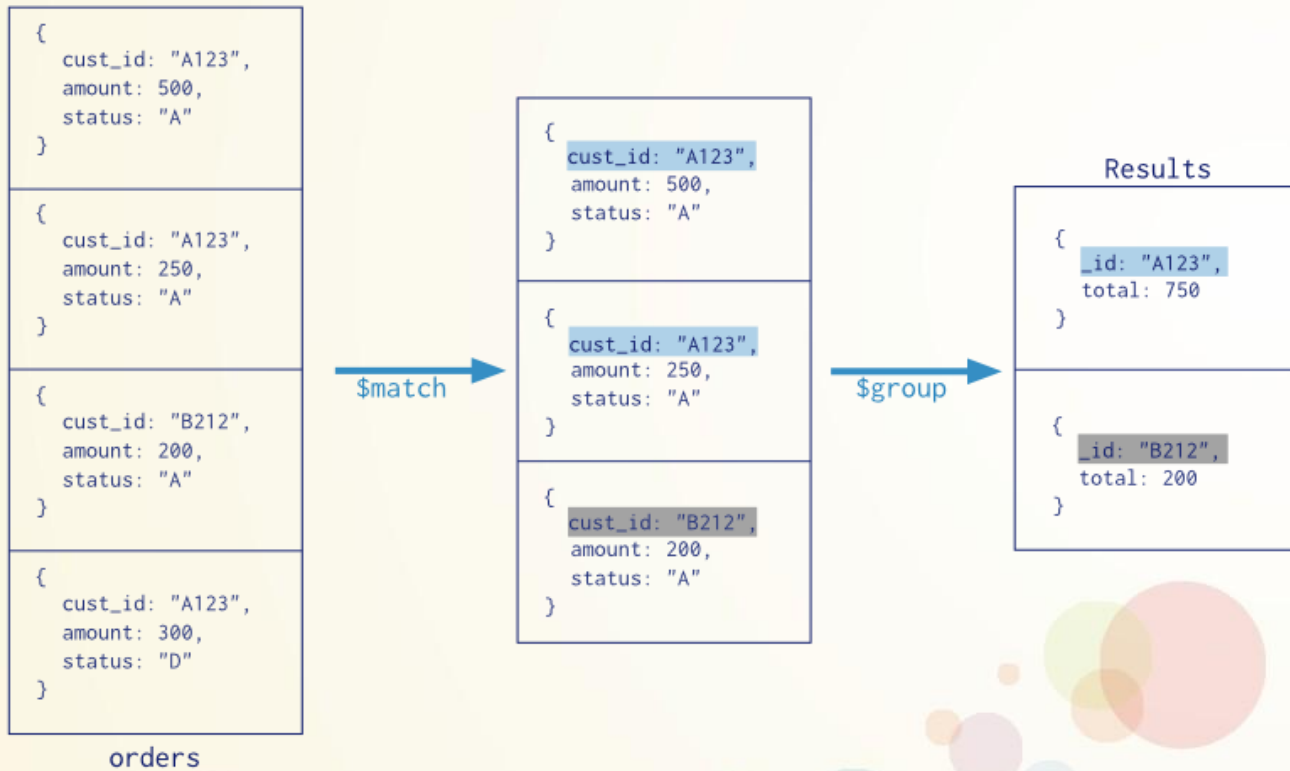 {
cust_id: "A123",
amount: 500,
status: "A"
}
{
cust_id: "A123",
amount: 250,
status: "A"
}
{
cust_id: "B212",
amount: 200,
status: "A"
}
{
cust_id: "A123",
amount: 300,
status: "D"
}
orders
$match
{
cust_id: "A123",
amount: 500,
status: "A"
}
{
cust_id: "A123",
amount: 250,
status: "A"
}
{
cust_id: "B212",
amount: 200,
status: "A"
}
$group
Results
{
_id: "A123",
total: 750
}
{
_id: "B212",
total: 200
}